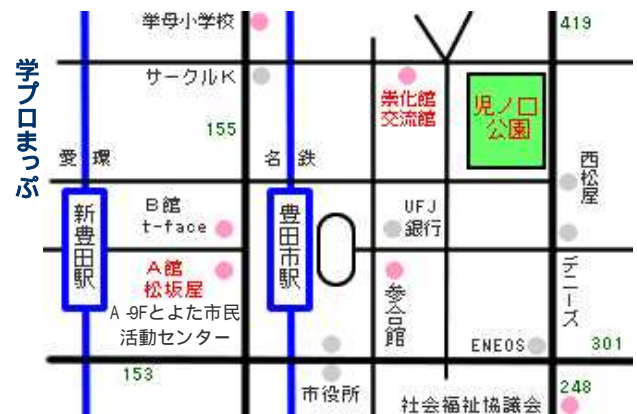 学プロまっぷ
挙母小学校
419
サークルK
崇化館
交流館
児ノ口
公園
155
愛環
名鉄
西松屋
新豊田駅
B館
t-face
豊田市駅
UFJ
銀行
A館
松坂屋
A-9Fとよた市民
活動センター
参合館
デニーズ
ENEOS
301
153
市役所
248
社会福祉協議会